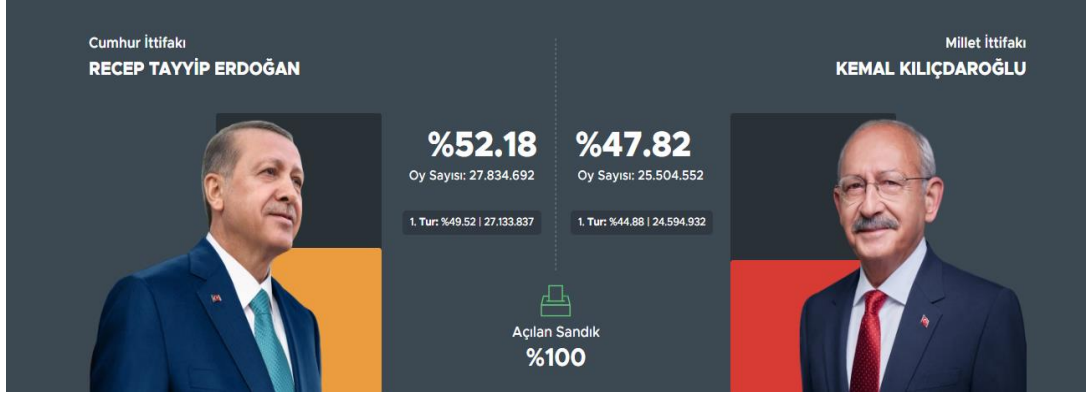 Cumhur İttifakı
RECEP TAYYİP ERDOĞAN
Millet İttifakı
KEMAL KILIÇDAROĞLU
%52.18
Oy Sayısı: 27.834.692
1. Tur: %49.52 | 27.133.837
%47.82
Oy Sayısı: 25.504.552
1. Tur: %44.88 | 24.594.932
Açılan Sandık
%100